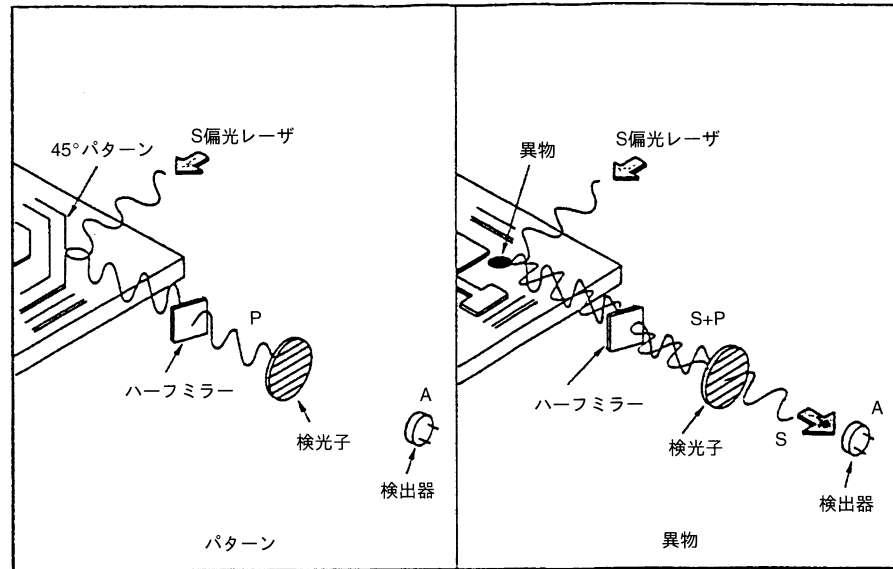 S偏光レーザ
45°パターン
P
ハーフミラー
検光子
A
検出器
パターン
S偏光レーザ
異物
S+P
ハーフミラー
検光子
S
A
検出器
異物